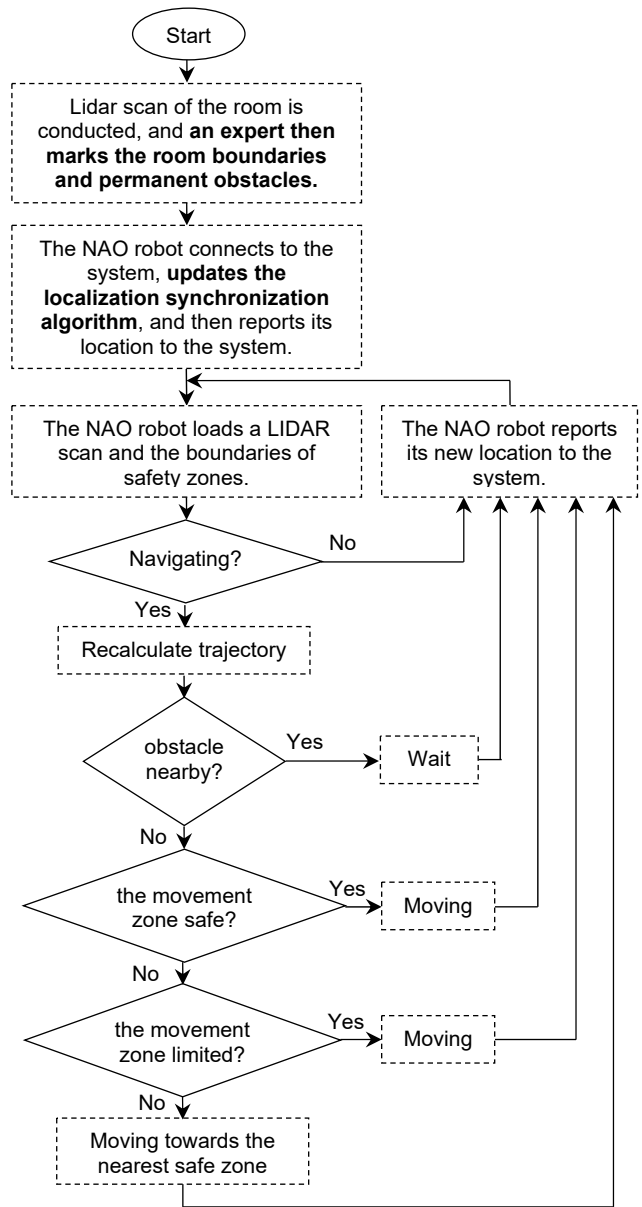 Start
Lidar scan of the room is
conducted, and an expert then
marks the room boundaries
and permanent obstacles.
The NAO robot connects to the
system, updates the
localization synchronization
algorithm, and then reports its
location to the system.
The NAO robot loads a LIDAR
scan and the boundaries of
safety zones.
The NAO robot reports
its new location to the
system.
Navigating?
No
Yes
Recalculate trajectory
obstacle
nearby?
Yes
Wait
No
the movement
zone safe?
Yes
Moving
No
the movement
zone limited?
Yes
Moving
No
Moving towards the
nearest safe zone